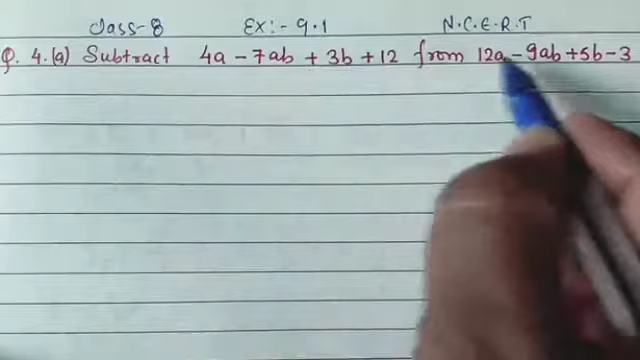 Class-8 Ex:- 9.1 N.C.E.R.T
Q. 4.(a) Subtract 4a - 7ab + 3b + 12 from 12a - 9ab + 5b - 3